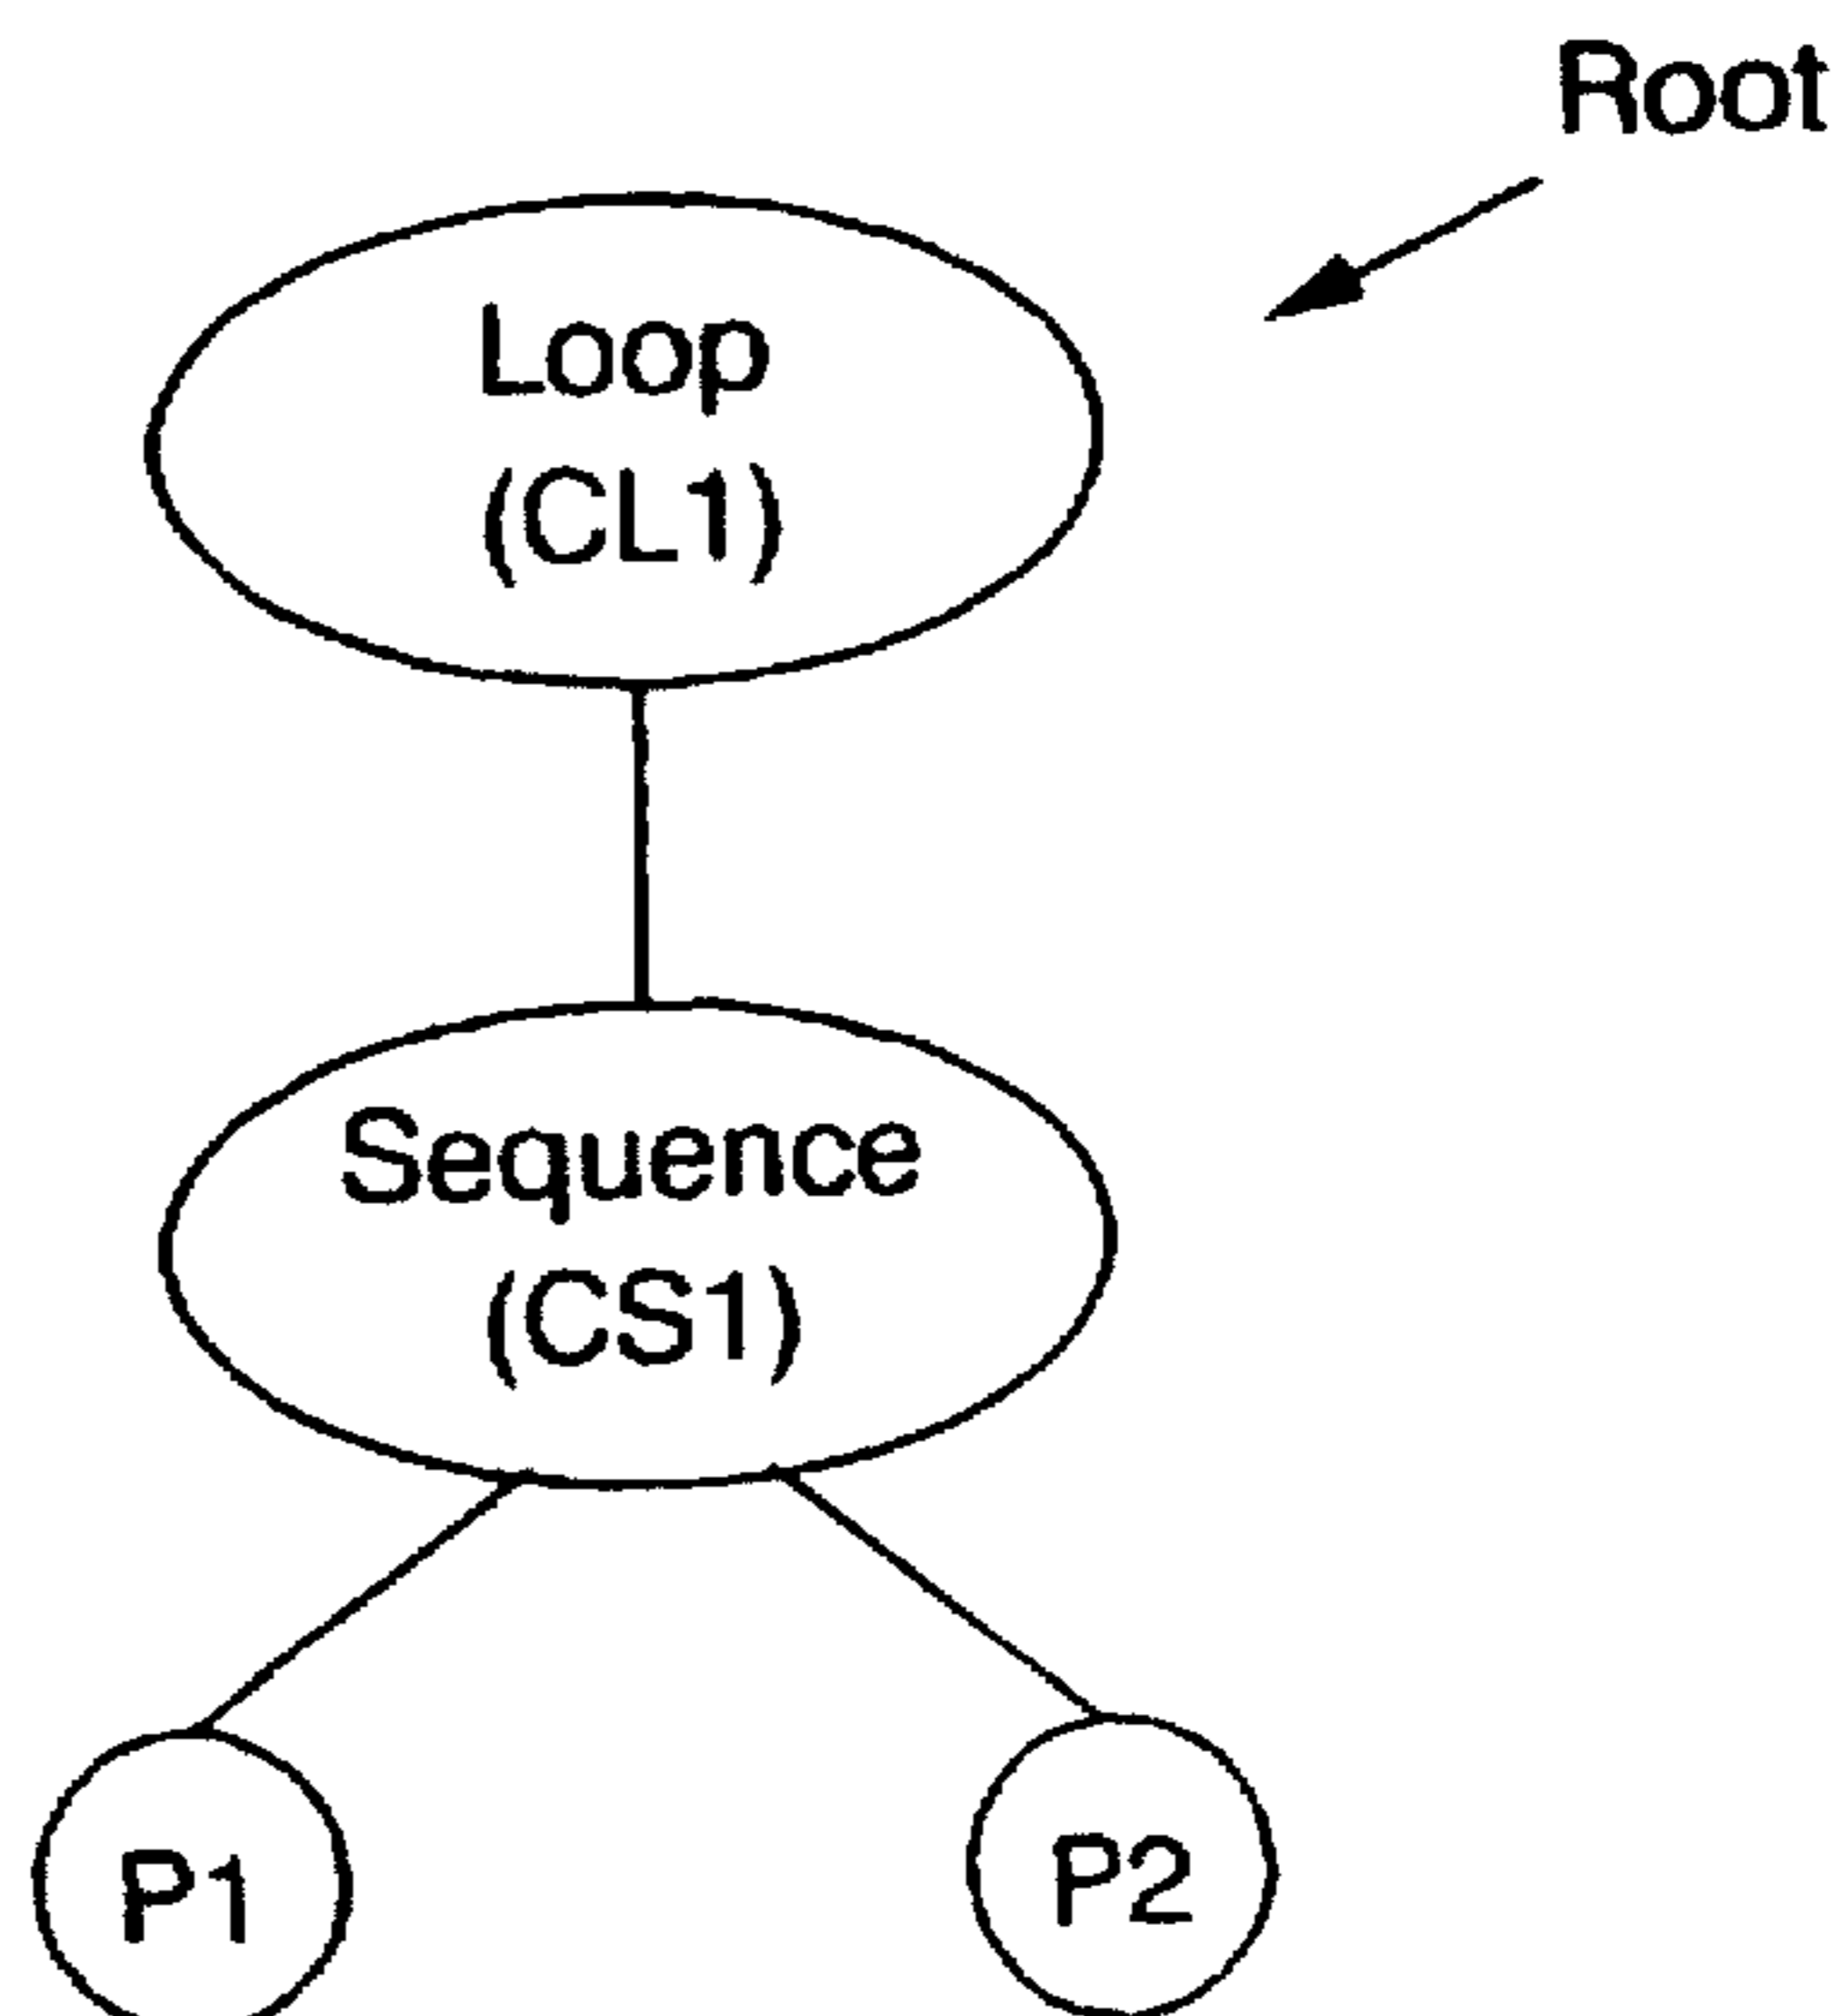 Root
Loop
(CL1)
Sequence
(CS1)
P1
P2